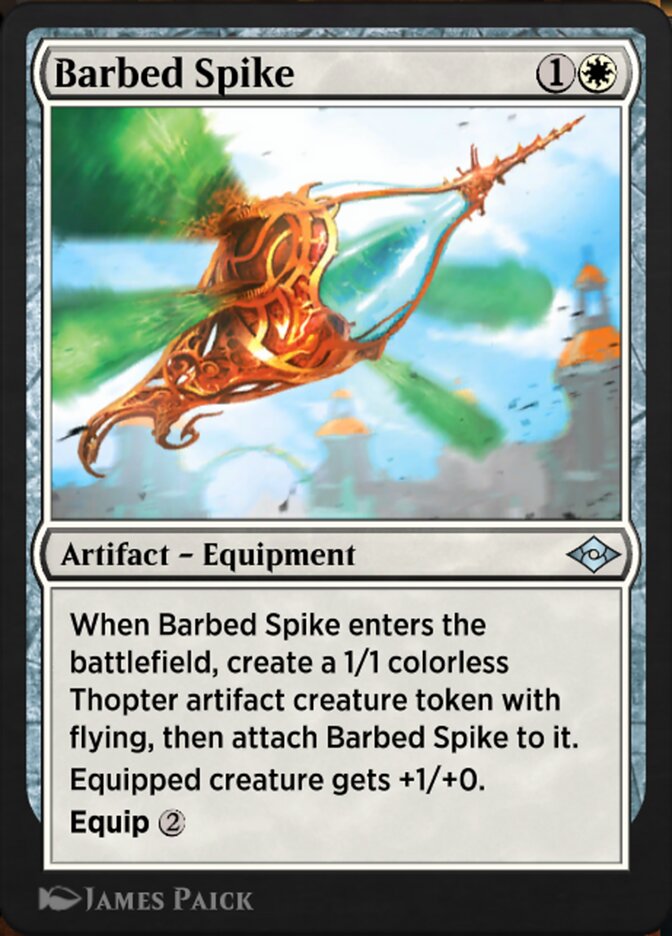 Barbed Spike 1
Artifact – Equipment
When Barbed Spike enters the
battlefield, create a 1/1 colorless
Thopter artifact creature token with
flying, then attach Barbed Spike to it.
Equipped creature gets +1/+0.
Equip 2
James Paick